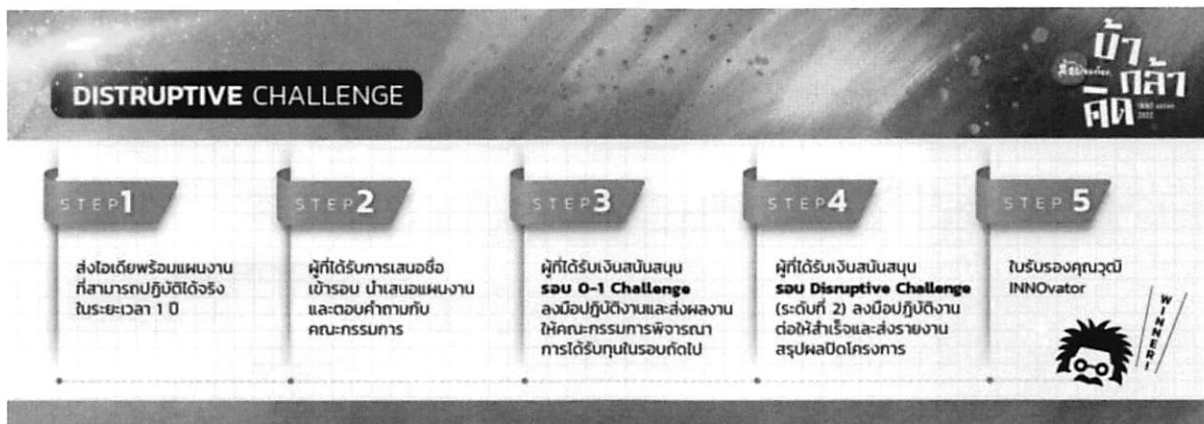 DISTRUPTIVE CHALLENGE
บ้า
กล้า
คิด
2022
STEP 1
ส่งไอเดียพร้อมแผนงาน
ที่สามารถปฏิบัติได้จริง
ในระยะเวลา 1 ปี
STEP 2
ผู้ที่ได้รับการเสนอชื่อ
เข้ารอบ นำเสนอแผนงาน
และตอบคำถามกับ
คณะกรรมการ
STEP 3
ผู้ที่ได้รับเงินสนับสนุน
รอบ 0-1 Challenge
ลงมือปฏิบัติงานและส่งผลงาน
ให้คณะกรรมการพิจารณา
การได้รับทุนในรอบถัดไป
STEP 4
ผู้ที่ได้รับเงินสนับสนุน
รอบ Disruptive Challenge
(ระดับที่ 2) ลงมือปฏิบัติงาน
ต่อให้สำเร็จและส่งรายงาน
สรุปผลปิดโครงการ
STEP 5
ใบรับรองคุณวุฒิ
INNOvator
WINNER!